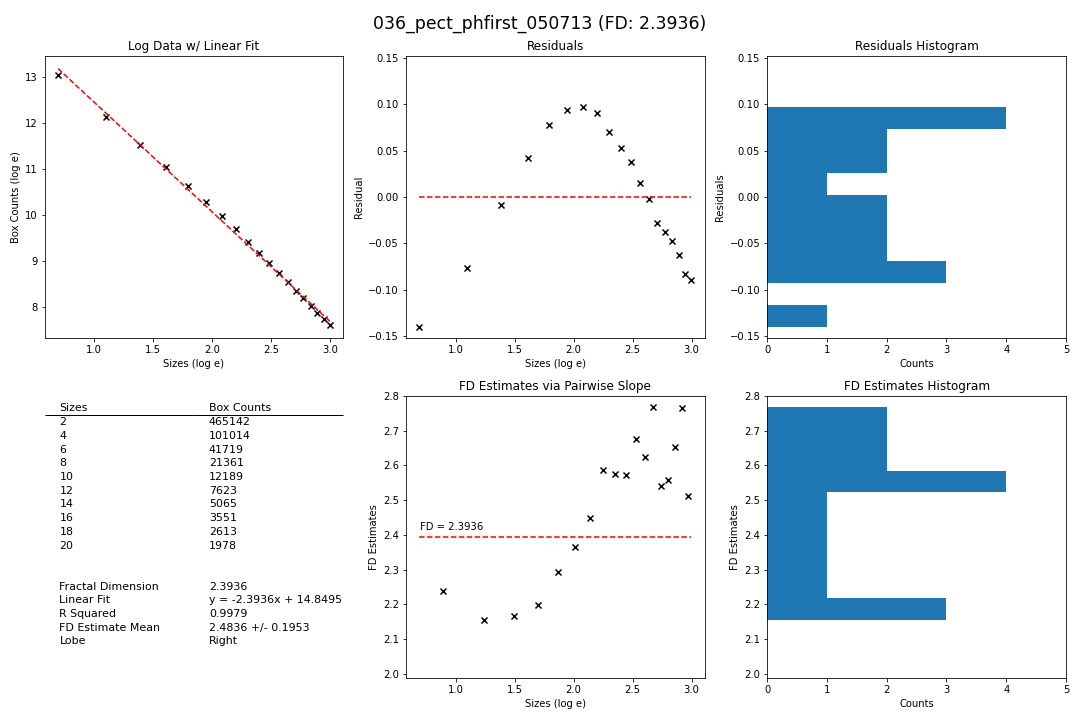 036_pect_phfirst_050713 (FD: 2.3936)
Log Data w/ Linear Fit
Box Counts (log e)
13
12
11
10
9
8
1.0 1.5 2.0 2.5 3.0
Sizes (log e)
Residuals
Residual
0.15
0.10
0.05
0.00
−0.05
−0.10
−0.15
1.0 1.5 2.0 2.5 3.0
Sizes (log e)
Residuals Histogram
Residuals
0.15
0.10
0.05
0.00
−0.05
−0.10
−0.15
0 1 2 3 4 5
Counts
Sizes Box Counts
2 465142
4 101014
6 41719
8 21361
10 12189
12 7623
14 5065
16 3551
18 2613
20 1978
Fractal Dimension 2.3936
Linear Fit y = -2.3936x + 14.8495
R Squared 0.9979
FD Estimate Mean 2.4836 +/- 0.1953
Lobe Right
FD Estimates via Pairwise Slope
FD Estimates
2.8
2.7
2.6
2.5
2.4
2.3
2.2
2.1
2.0
FD = 2.3936
1.0 1.5 2.0 2.5 3.0
Sizes (log e)
FD Estimates Histogram
FD Estimates
2.8
2.7
2.6
2.5
2.4
2.3
2.2
2.1
2.0
0 1 2 3 4 5
Counts